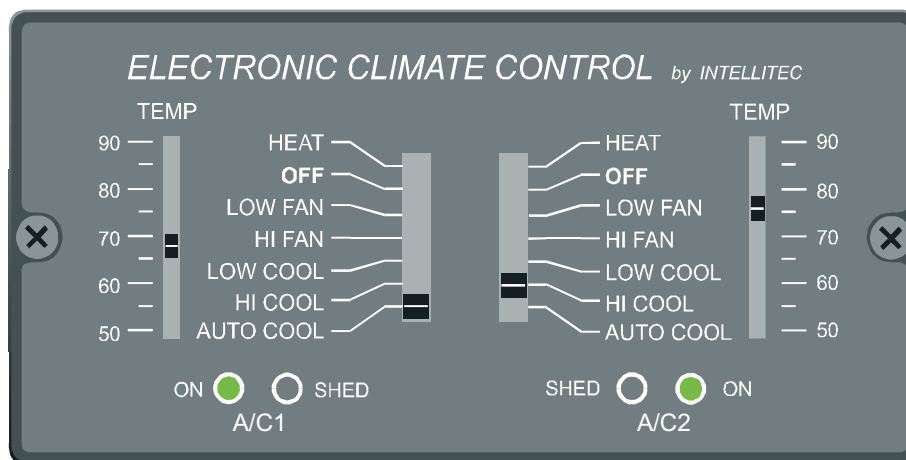 ELECTRONIC CLIMATE CONTROL by INTELLITEC
TEMP
90
80
70
60
50
HEAT
OFF
LOW FAN
HI FAN
LOW COOL
HI COOL
AUTO COOL
ON SHED
A/C1
HEAT
OFF
LOW FAN
HI FAN
LOW COOL
HI COOL
AUTO COOL
TEMP
90
80
70
60
50
SHED ON
A/C2